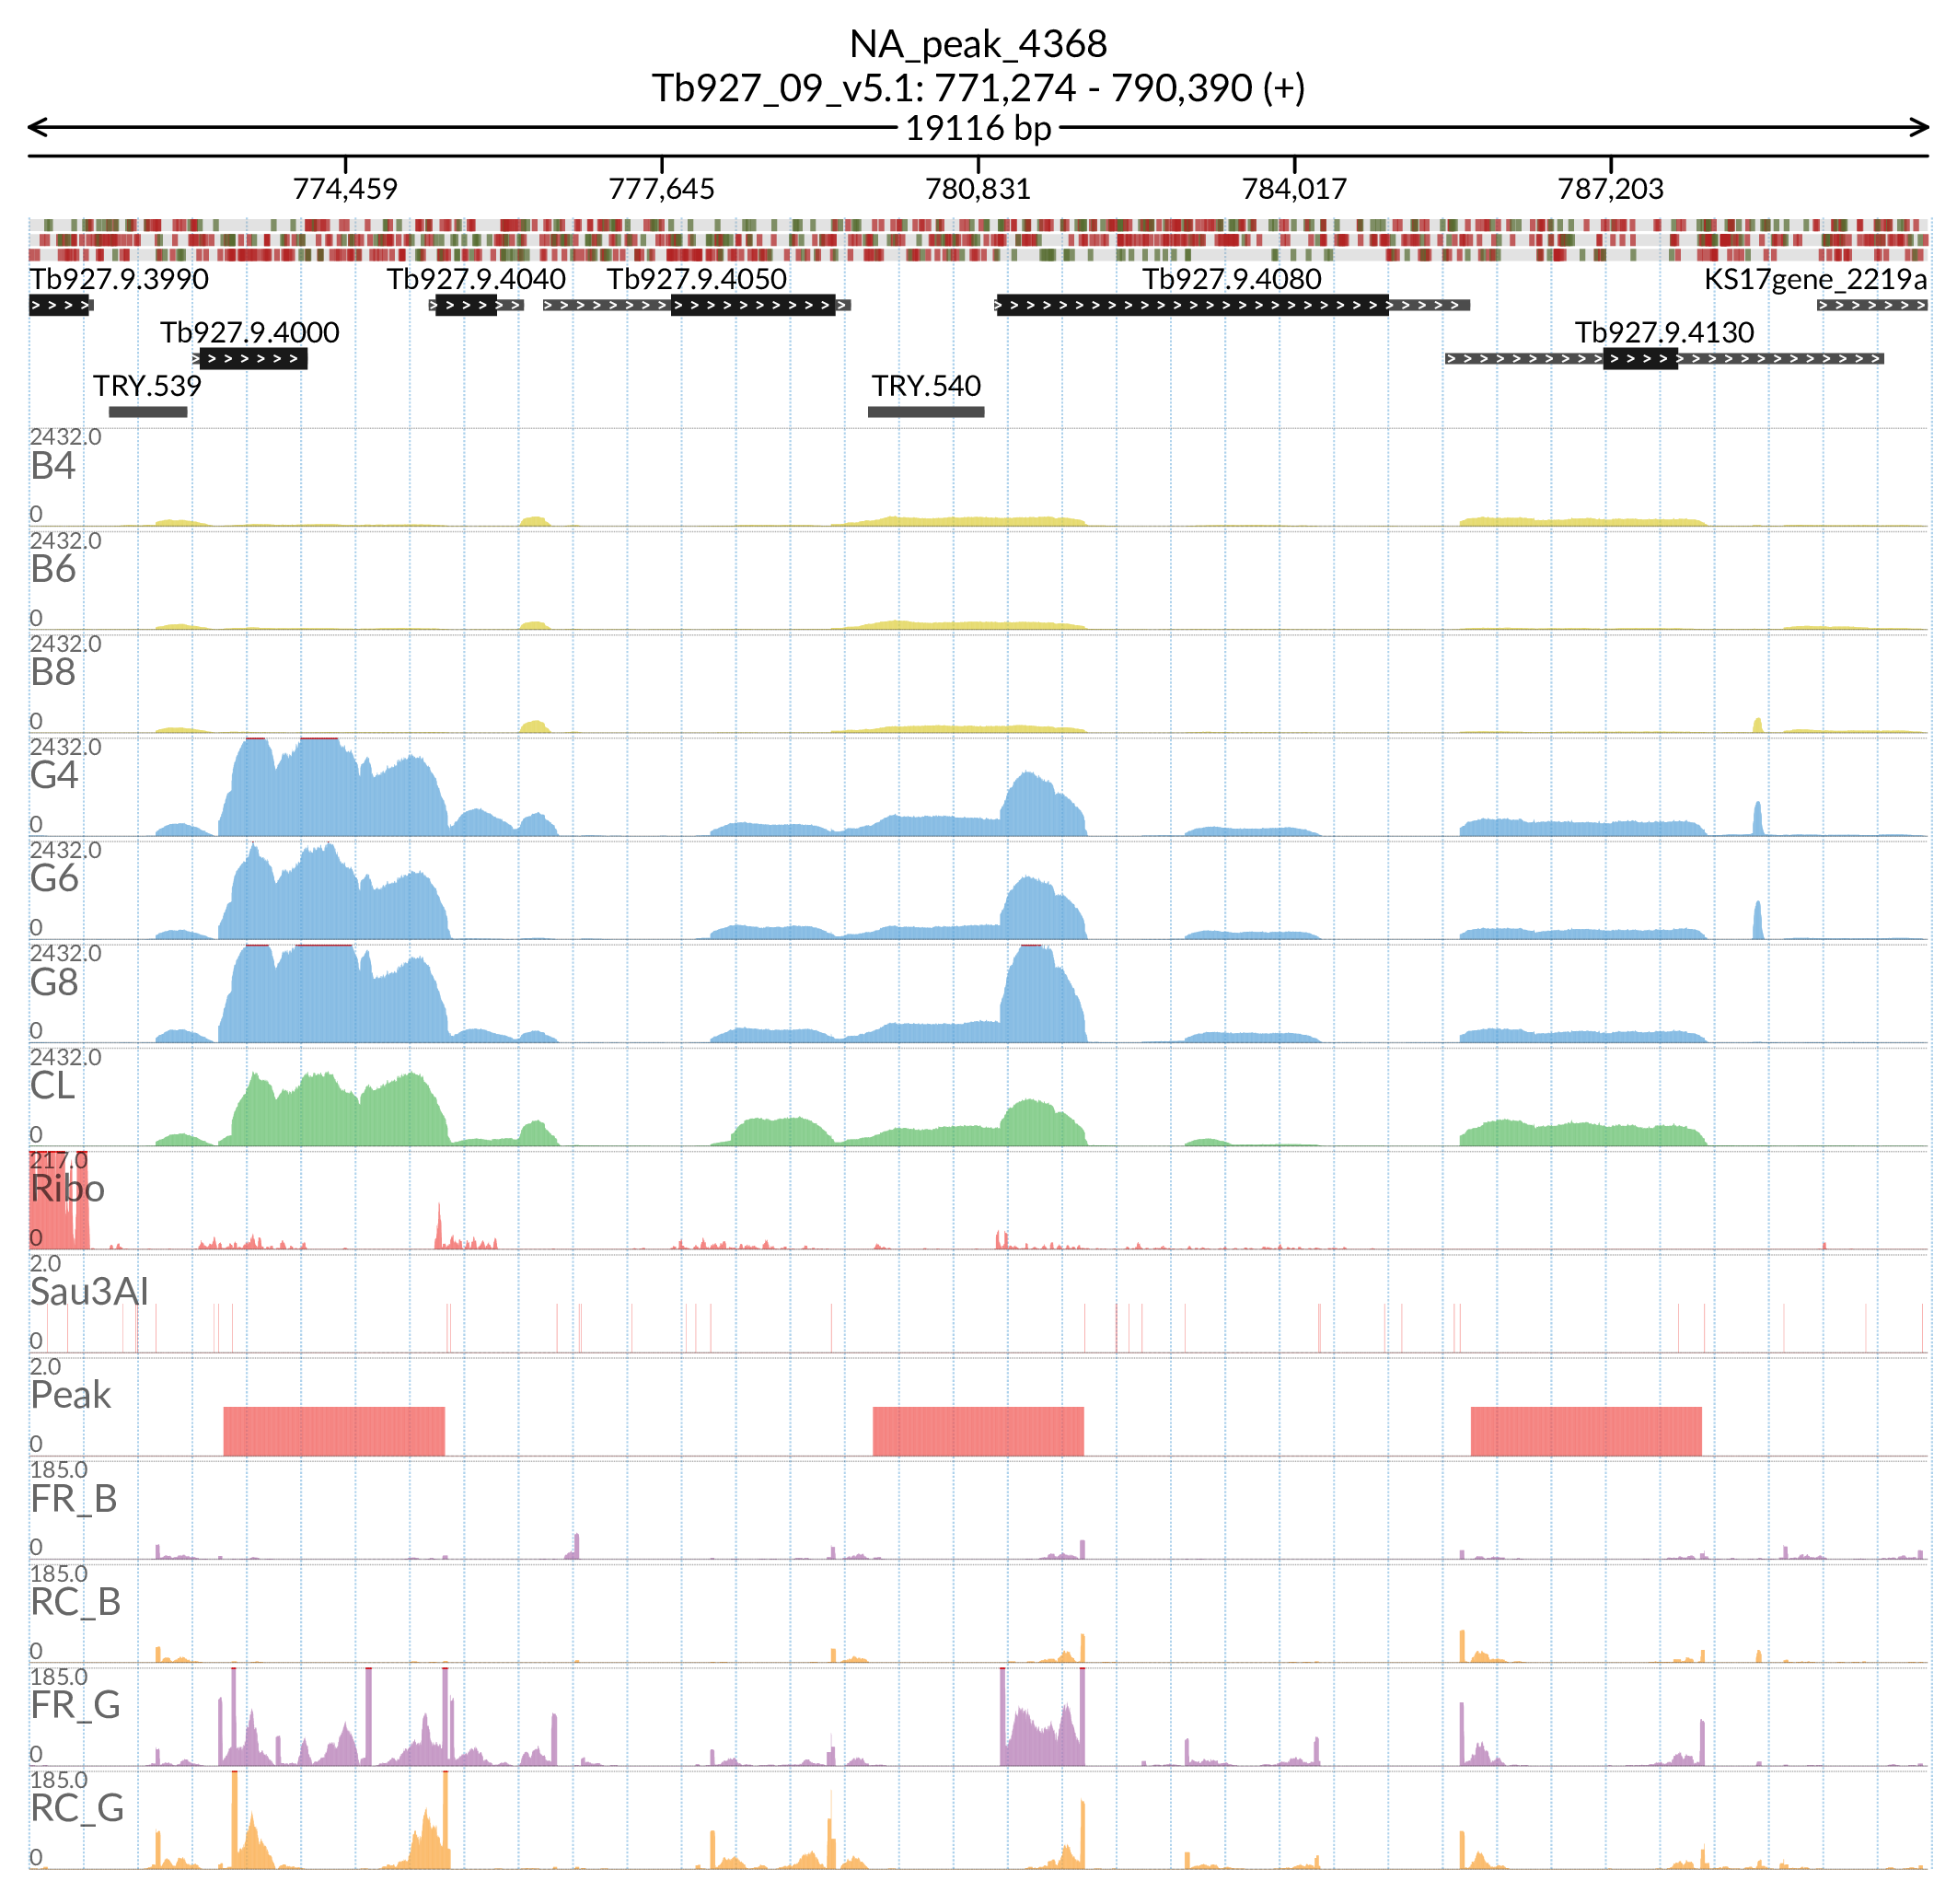 NA_peak_4368
Tb927_09_v5.1: 771,274 - 790,390 (+)
19116 bp
774,459 777,645 780,831 784,017 787,203
Tb927.9.3990 Tb927.9.4040 Tb927.9.4050 Tb927.9.4080 KS17gene_2219a
Tb927.9.4000 Tb927.9.4130
TRY.539 TRY.540
2432.0
B4
0
2432.0
B6
0
2432.0
B8
0
2432.0
G4
0
2432.0
G6
0
2432.0
G8
0
2432.0
CL
0
217.0
Ribo
0
2.0
Sau3AI
0
2.0
Peak
0
185.0
FR_B
0
185.0
RC_B
0
185.0
FR_G
0
185.0
RC_G
0